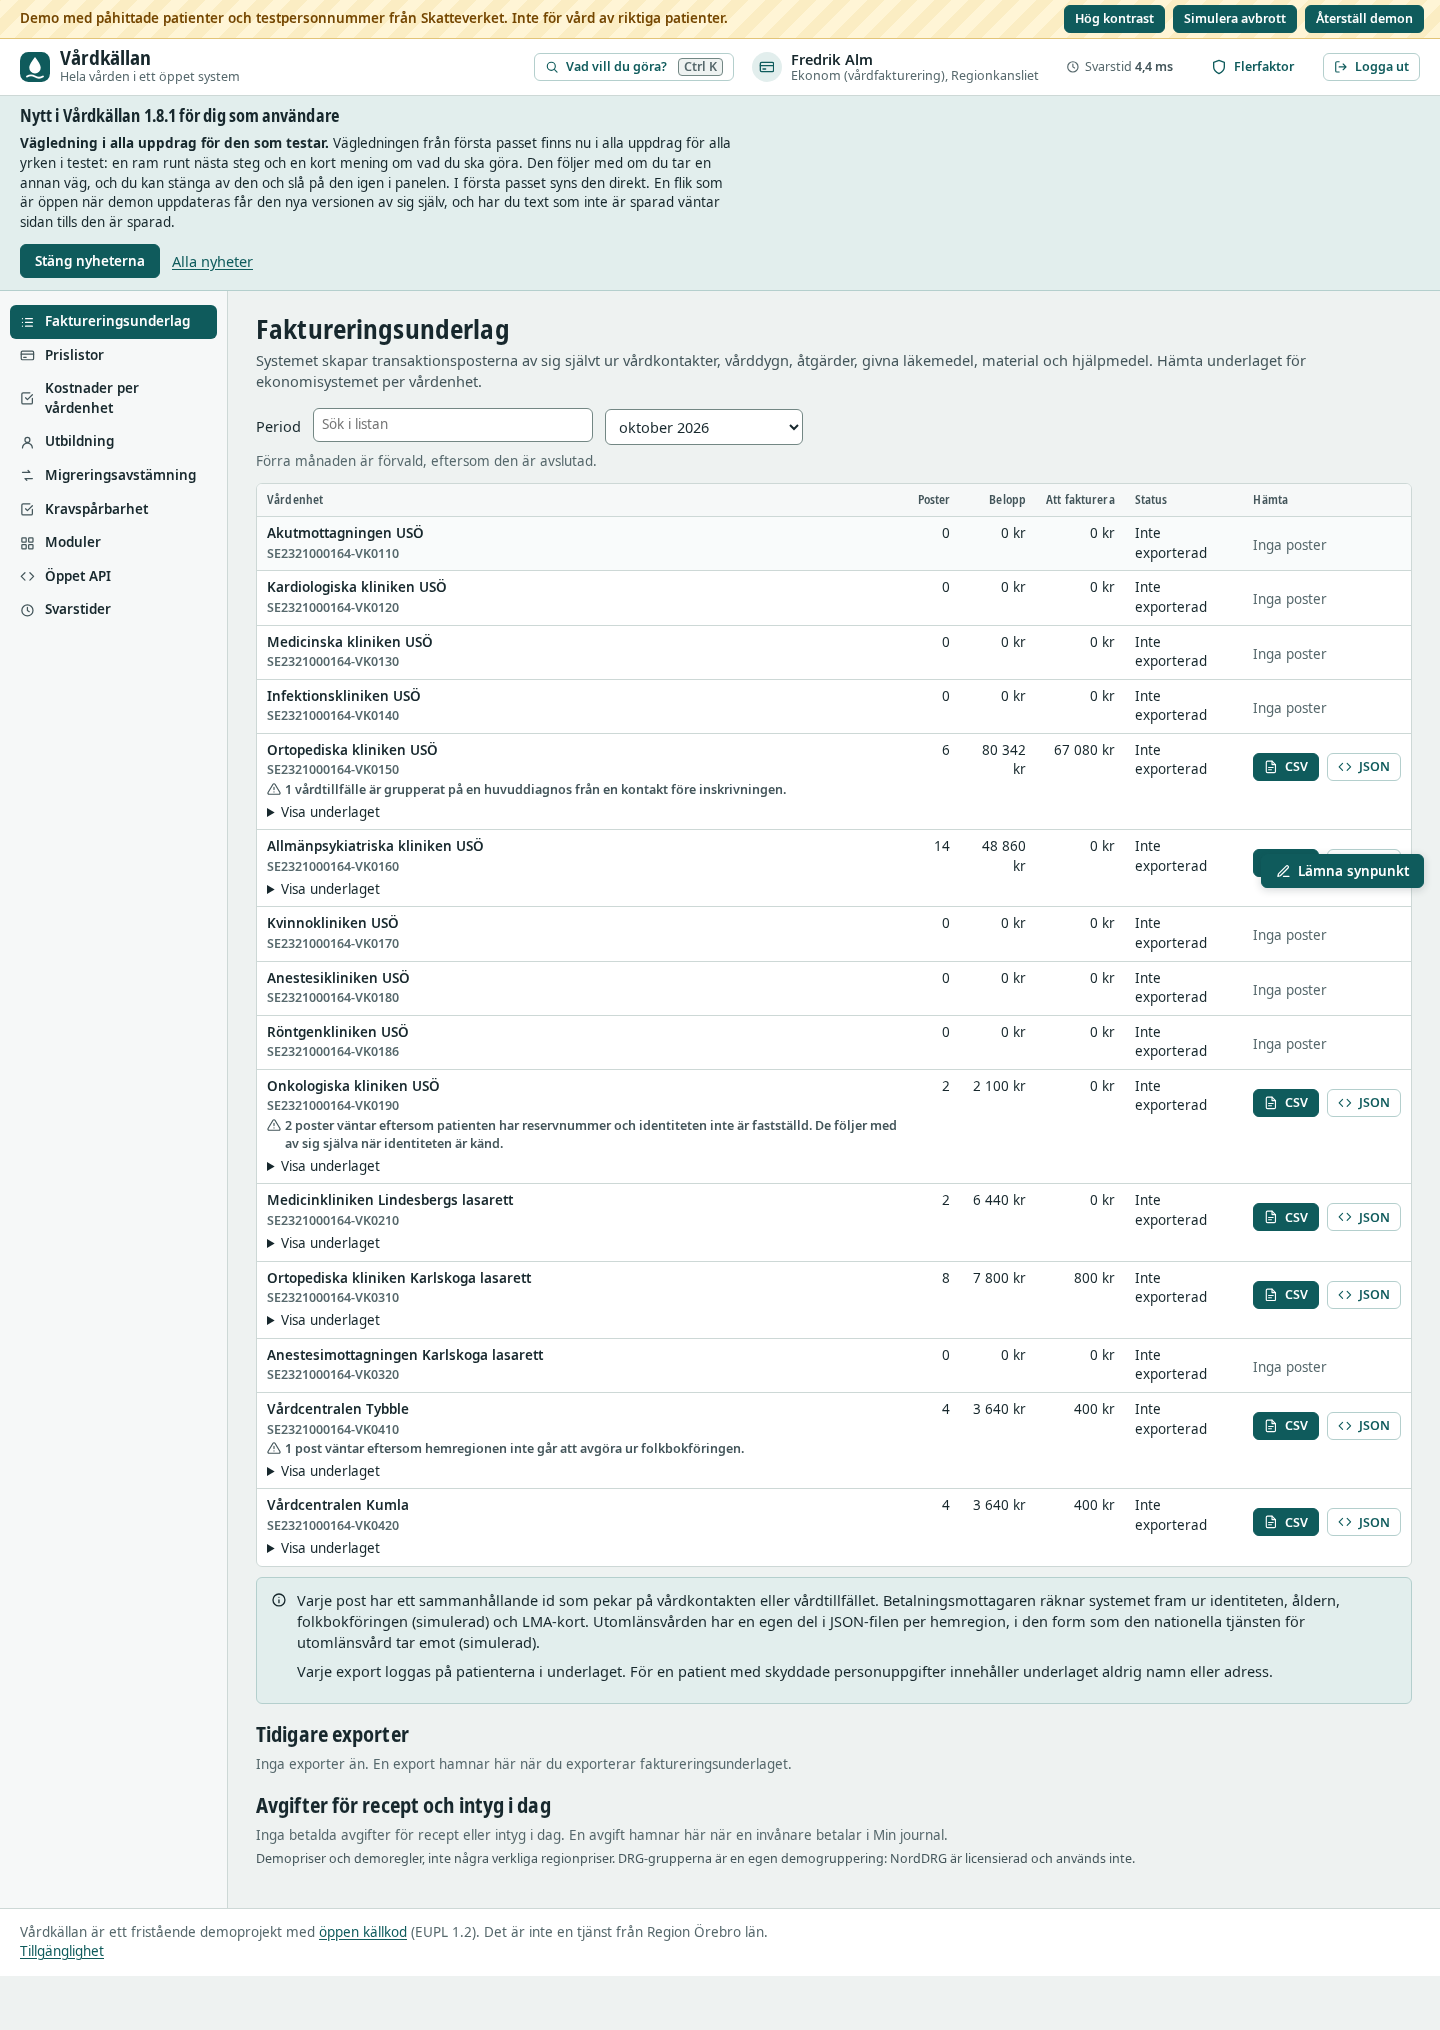 Demo med påhittade patienter och testpersonnummer från Skatteverket. Inte för vård av riktiga patienter.
Hög kontrast
Simulera avbrott
Återställ demon
Vårdkällan
Hela vården i ett öppet system
Vad vill du göra? Ctrl K
Fredrik Alm
Ekonom (vårdfakturering), Regionkansliet
Svarstid 4,4 ms
Flerfaktor
Logga ut
Nytt i Vårdkällan 1.8.1 för dig som användare
Vägledning i alla uppdrag för den som testar. Vägledningen från första passet finns nu i alla uppdrag för alla
yrken i testet: en ram runt nästa steg och en kort mening om vad du ska göra. Den följer med om du tar en
annan väg, och du kan stänga av den och slå på den igen i panelen. I första passet syns den direkt. En flik som
är öppen när demon uppdateras får den nya versionen av sig själv, och har du text som inte är sparad väntar
sidan tills den är sparad.
Stäng nyheterna
Alla nyheter
Faktureringsunderlag
Prislistor
Kostnader per
vårdenhet
Utbildning
Migreringsavstämning
Kravspårbarhet
Moduler
Öppet API
Svarstider
Faktureringsunderlag
Systemet skapar transaktionsposterna av sig självt ur vårdkontakter, vårddygn, åtgärder, givna läkemedel, material och hjälpmedel. Hämta underlaget för
ekonomisystemet per vårdenhet.
Period
Sök i listan
oktober 2026
Förra månaden är förvald, eftersom den är avslutad.
Vårdenhet Poster Belopp Att fakturera Status Hämta
Akutmottagningen USÖ 0 0 kr 0 kr Inte
SE2321000164-VK0110 exporterad Inga poster
Kardiologiska kliniken USÖ 0 0 kr 0 kr Inte
SE2321000164-VK0120 exporterad Inga poster
Medicinska kliniken USÖ 0 0 kr 0 kr Inte
SE2321000164-VK0130 exporterad Inga poster
Infektionskliniken USÖ 0 0 kr 0 kr Inte
SE2321000164-VK0140 exporterad Inga poster
Ortopediska kliniken USÖ 6 80 342 67 080 kr Inte
SE2321000164-VK0150 kr exporterad CSV JSON
1 vårdtillfälle är grupperat på en huvuddiagnos från en kontakt före inskrivningen.
Visa underlaget
Allmänpsykiatriska kliniken USÖ 14 48 860 0 kr Inte
SE2321000164-VK0160 kr exporterad
Lämna synpunkt
Visa underlaget
Kvinnokliniken USÖ 0 0 kr 0 kr Inte
SE2321000164-VK0170 exporterad Inga poster
Anestesikliniken USÖ 0 0 kr 0 kr Inte
SE2321000164-VK0180 exporterad Inga poster
Röntgenkliniken USÖ 0 0 kr 0 kr Inte
SE2321000164-VK0186 exporterad Inga poster
Onkologiska kliniken USÖ 2 2 100 kr 0 kr Inte
SE2321000164-VK0190 exporterad CSV JSON
2 poster väntar eftersom patienten har reservnummer och identiteten inte är fastställd. De följer med
av sig själva när identiteten är känd.
Visa underlaget
Medicinkliniken Lindesbergs lasarett 2 6 440 kr 0 kr Inte
SE2321000164-VK0210 exporterad CSV JSON
Visa underlaget
Ortopediska kliniken Karlskoga lasarett 8 7 800 kr 800 kr Inte
SE2321000164-VK0310 exporterad CSV JSON
Visa underlaget
Anestesimottagningen Karlskoga lasarett 0 0 kr 0 kr Inte
SE2321000164-VK0320 exporterad Inga poster
Vårdcentralen Tybble 4 3 640 kr 400 kr Inte
SE2321000164-VK0410 exporterad CSV JSON
1 post väntar eftersom hemregionen inte går att avgöra ur folkbokföringen.
Visa underlaget
Vårdcentralen Kumla 4 3 640 kr 400 kr Inte
SE2321000164-VK0420 exporterad CSV JSON
Visa underlaget
Varje post har ett sammanhållande id som pekar på vårdkontakten eller vårdtillfället. Betalningsmottagaren räknar systemet fram ur identiteten, åldern,
folkbokföringen (simulerad) och LMA-kort. Utomlänsvården har en egen del i JSON-filen per hemregion, i den form som den nationella tjänsten för
utomlänsvård tar emot (simulerad).
Varje export loggas på patienterna i underlaget. För en patient med skyddade personuppgifter innehåller underlaget aldrig namn eller adress.
Tidigare exporter
Inga exporter än. En export hamnar här när du exporterar faktureringsunderlaget.
Avgifter för recept och intyg i dag
Inga betalda avgifter för recept eller intyg i dag. En avgift hamnar här när en invånare betalar i Min journal.
Demopriser och demoregler, inte några verkliga regionpriser. DRG-grupperna är en egen demogruppering: NordDRG är licensierad och används inte.
Vårdkällan är ett fristående demoprojekt med öppen källkod (EUPL 1.2). Det är inte en tjänst från Region Örebro län.
Tillgänglighet